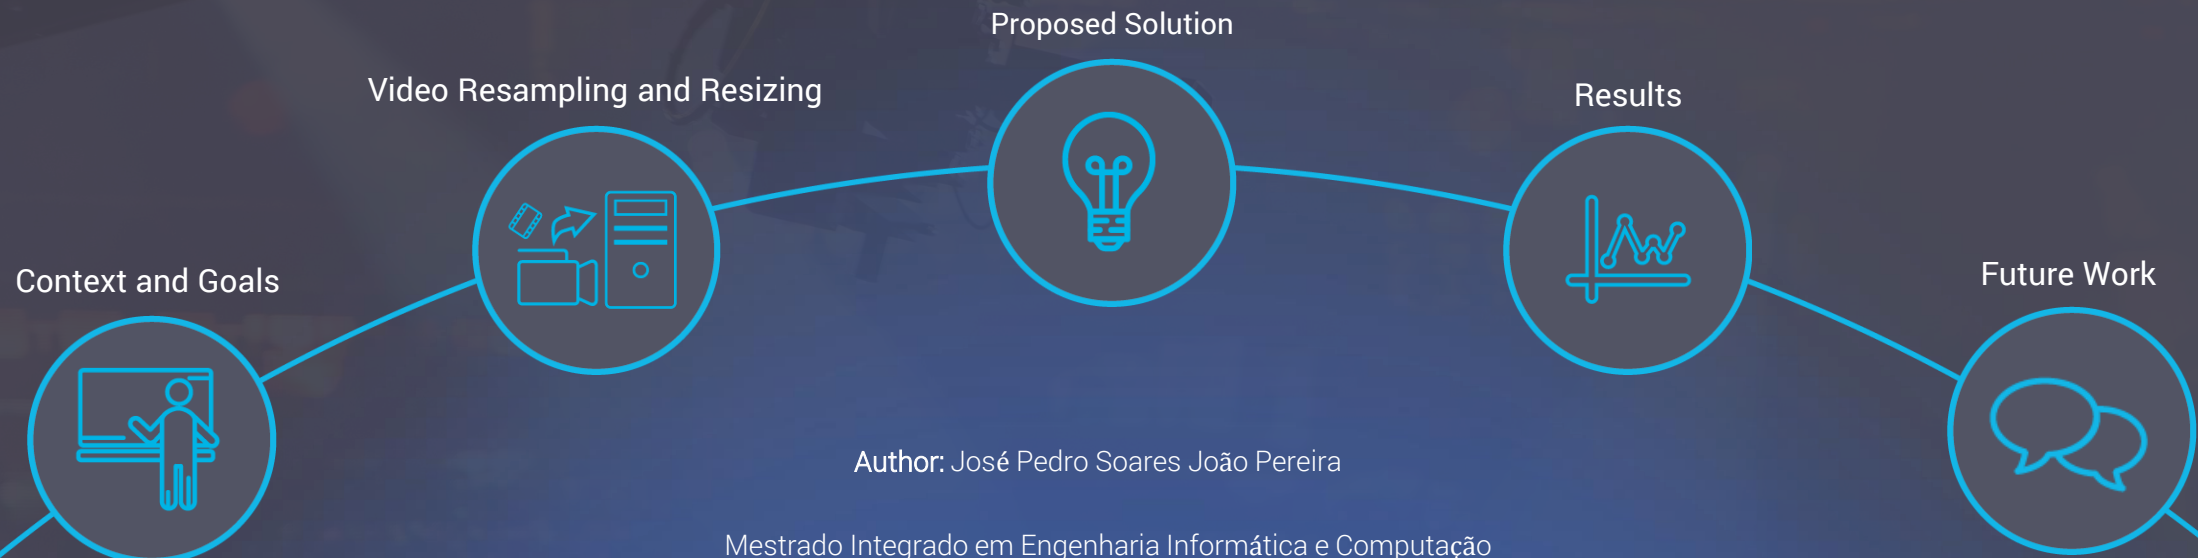 Proposed Solution
Video Resampling and Resizing
Results
Context and Goals
Future Work
Author: José Pedro Soares João Pereira
Mestrado Integrado em Engenharia Informática e Computação